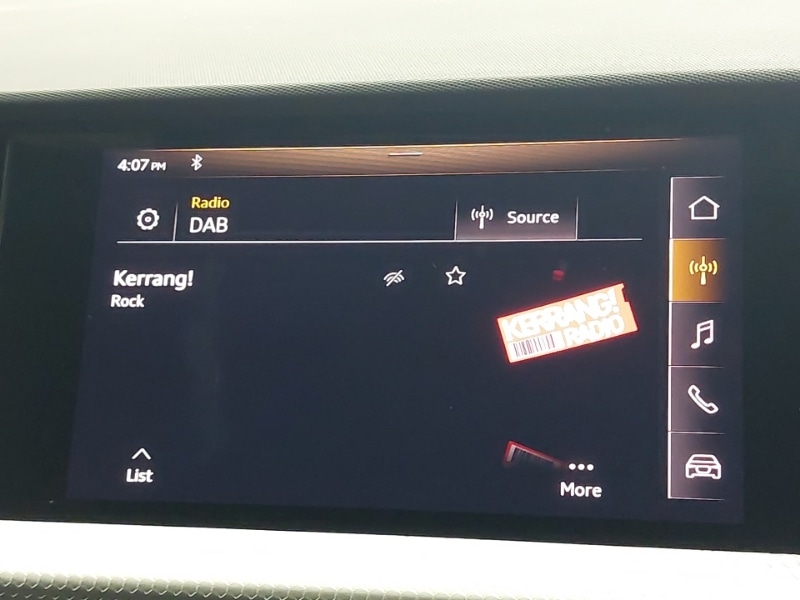 4:07 PM
Radio
DAB
Source
Kerrang!
Rock
KERRANG!
RADIO
List
More